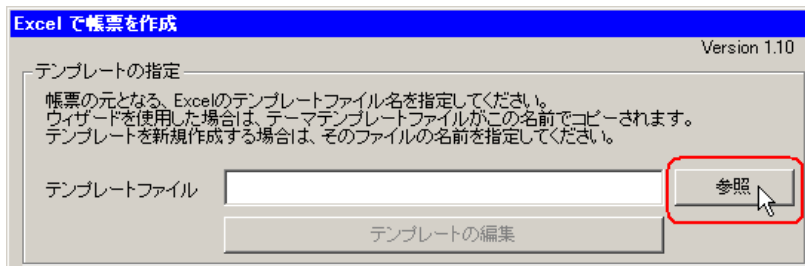 Excel で帳票を作成
Version 1.10
テンプレートの指定
帳票の元となる、Excelのテンプレートファイル名を指定してください。
ウィザードを使用した場合は、テーマテンプレートファイルがこの名前でコピーされます。
テンプレートを新規作成する場合は、そのファイルの名前を指定してください。
テンプレートファイル
参照
テンプレートの編集